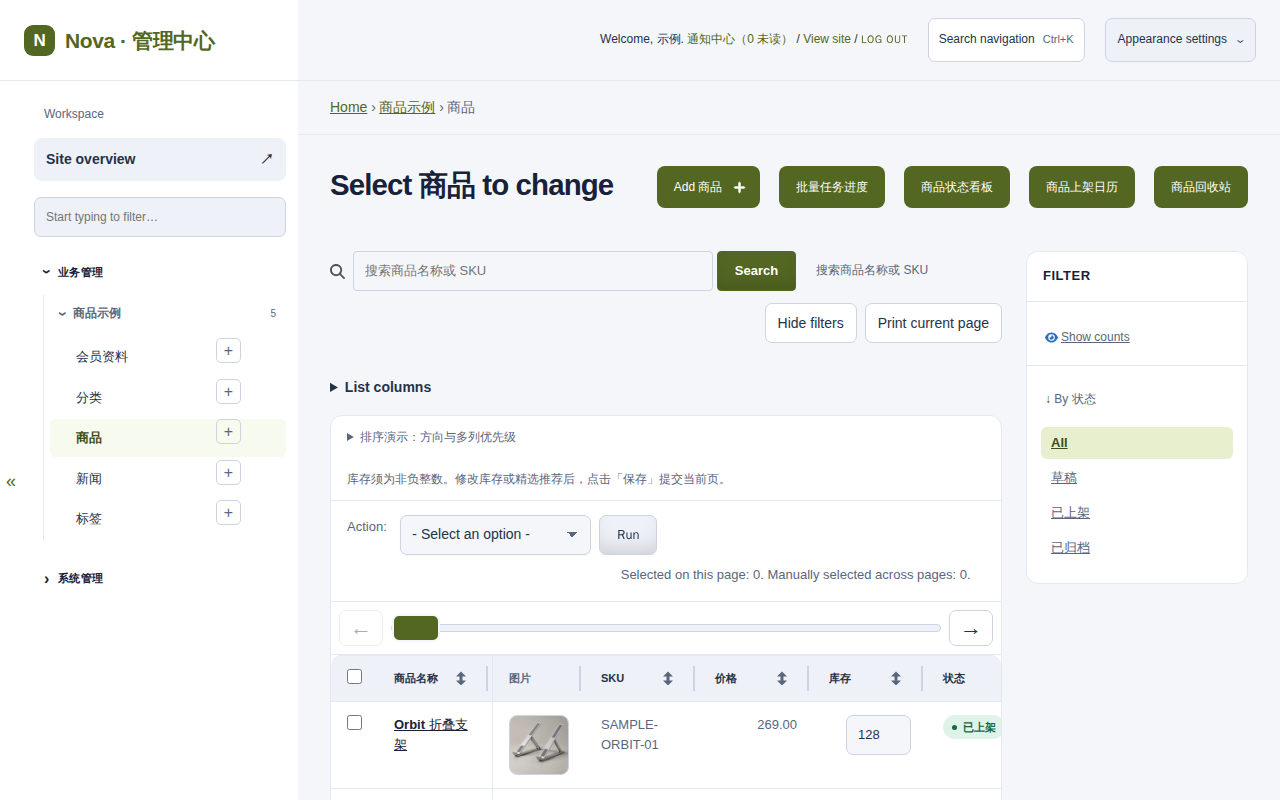 N Nova · 管理中心
Welcome, 示例. 通知中心（0 未读） / View site / LOG OUT
Search navigation Ctrl+K
Appearance settings
Workspace
Site overview ↗
Start typing to filter…
业务管理
商品示例 5
会员资料 +
分类 +
商品 +
新闻 +
标签 +
系统管理
«
Home › 商品示例 › 商品
Select 商品 to change
Add 商品 +
批量任务进度
商品状态看板
商品上架日历
商品回收站
搜索商品名称或 SKU
Search
搜索商品名称或 SKU
Hide filters
Print current page
List columns
排序演示：方向与多列优先级
库存须为非负整数。修改库存或精选推荐后，点击「保存」提交当前页。
Action: - Select an option - Run
Selected on this page: 0. Manually selected across pages: 0.
← →
商品名称 图片 SKU 价格 库存 状态
Orbit 折叠支
架
SAMPLE-
ORBIT-01
269.00
128
已上架
FILTER
Show counts
↓ By 状态
All
草稿
已上架
已归档